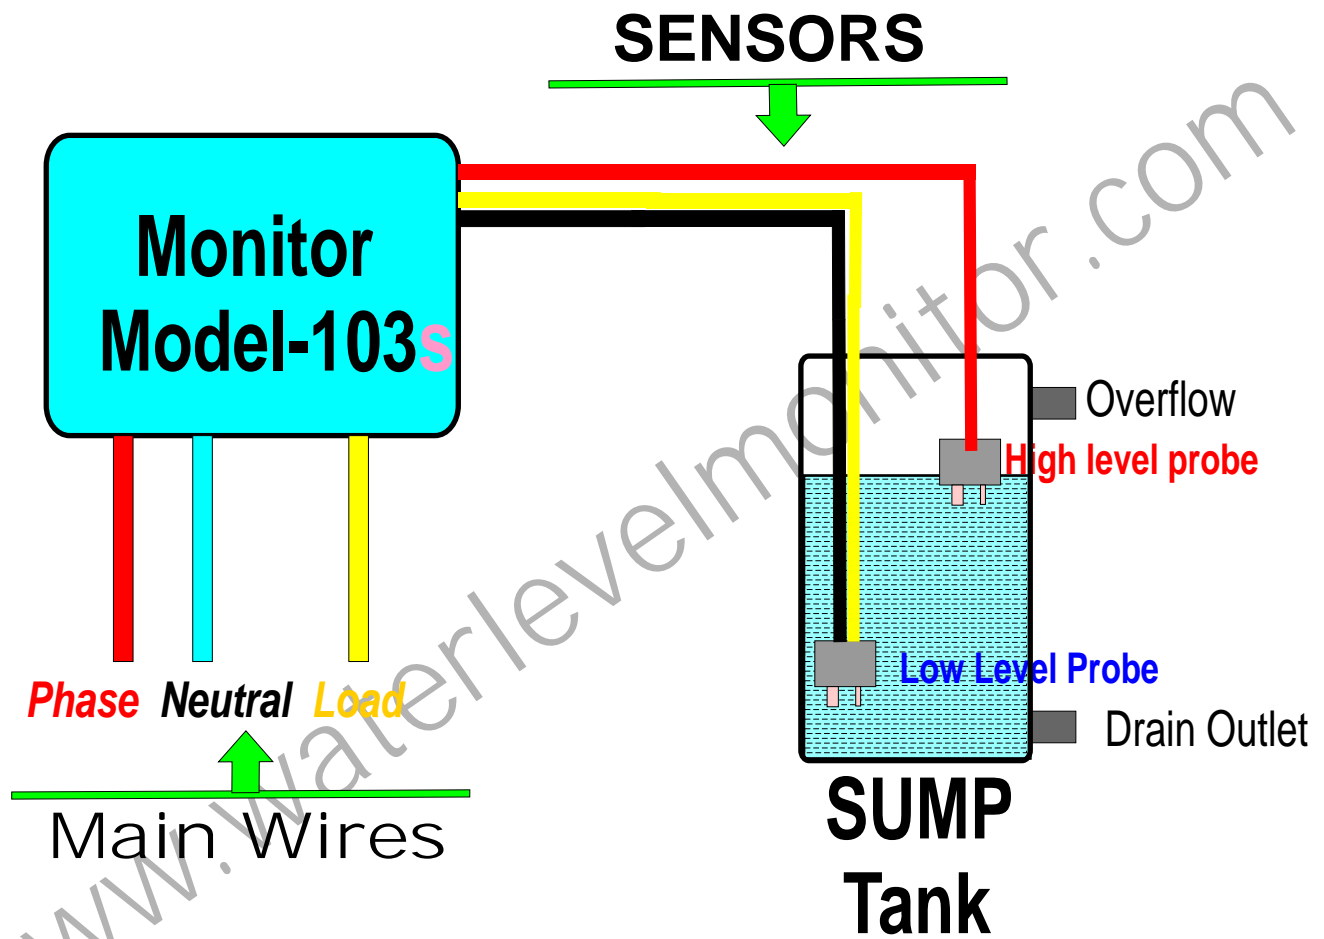 SENSORS
Monitor
Model-103s
Overflow
High level probe
Low Level Probe
Phase Neutral Load
Drain Outlet
Main Wires
SUMP
Tank
www.waterlevelmonitor.com